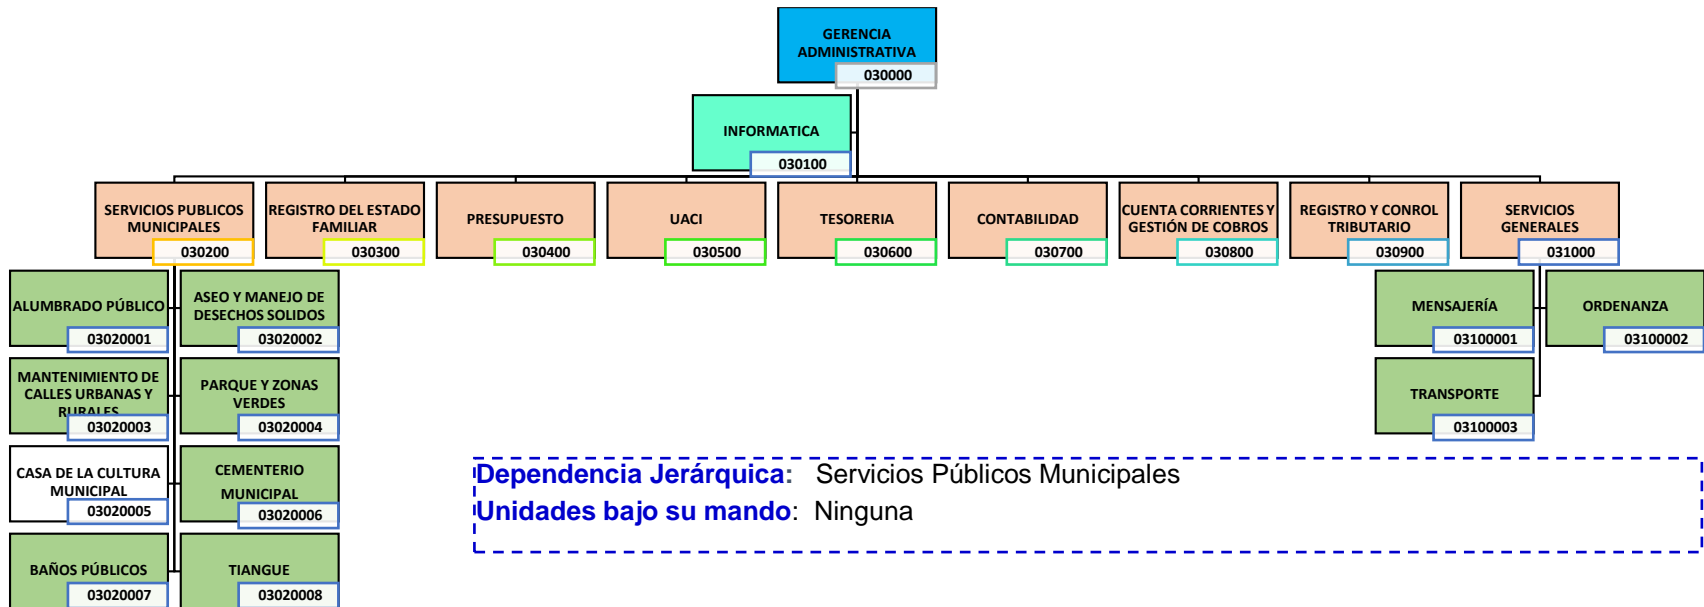 GERENCIA
ADMINISTRATIVA
030000
INFORMATICA
030100
SERVICIOS PUBLICOS
MUNICIPALES
030200
REGISTRO DEL ESTADO
FAMILIAR
030300
PRESUPUESTO
030400
UACI
030500
TESORERIA
030600
CONTABILIDAD
030700
CUENTA CORRIENTES Y
GESTIÓN DE COBROS
030800
REGISTRO Y CONROL
TRIBUTARIO
030900
SERVICIOS
GENERALES
031000
ALUMBRADO PÚBLICO
03020001
ASEO Y MANEJO DE
DESECHOS SOLIDOS
03020002
MENSAJERÍA
03100001
ORDENANZA
03100002
MANTENIMIENTO DE
CALLES URBANAS Y
RURALES
03020003
PARQUE Y ZONAS
VERDES
03020004
TRANSPORTE
03100003
CASA DE LA CULTURA
MUNICIPAL
03020005
CEMENTERIO
MUNICIPAL
03020006
Dependencia Jerárquica: Servicios Públicos Municipales
Unidades bajo su mando: Ninguna
BAÑOS PÚBLICOS
03020007
TIANGUE
03020008